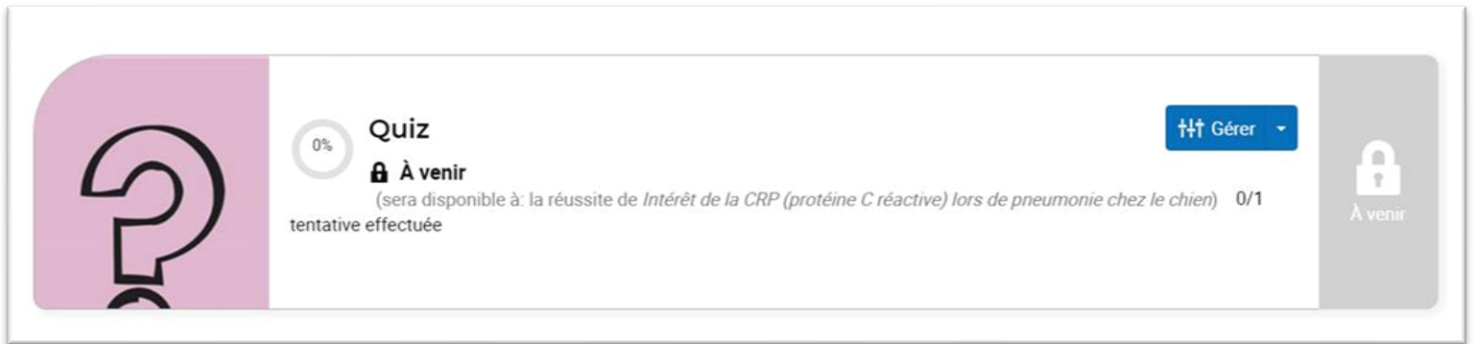 Quiz
0%
Gérer
À venir
(sera disponible à: la réussite de Intérêt de la CRP (protéine C réactive) lors de pneumonie chez le chien) 0/1
tentative effectuée
À venir